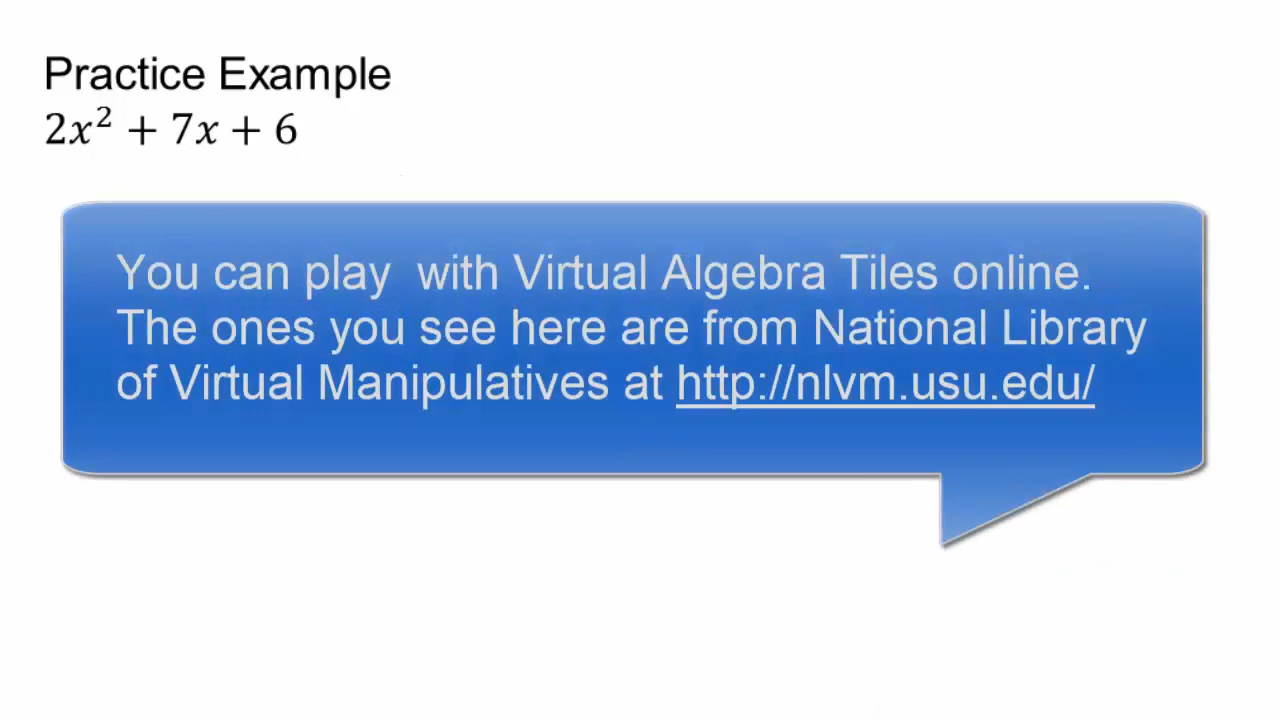 Practice Example
2x² + 7x + 6
You can play with Virtual Algebra Tiles online.
The ones you see here are from National Library
of Virtual Manipulatives at http://nlvm.usu.edu/